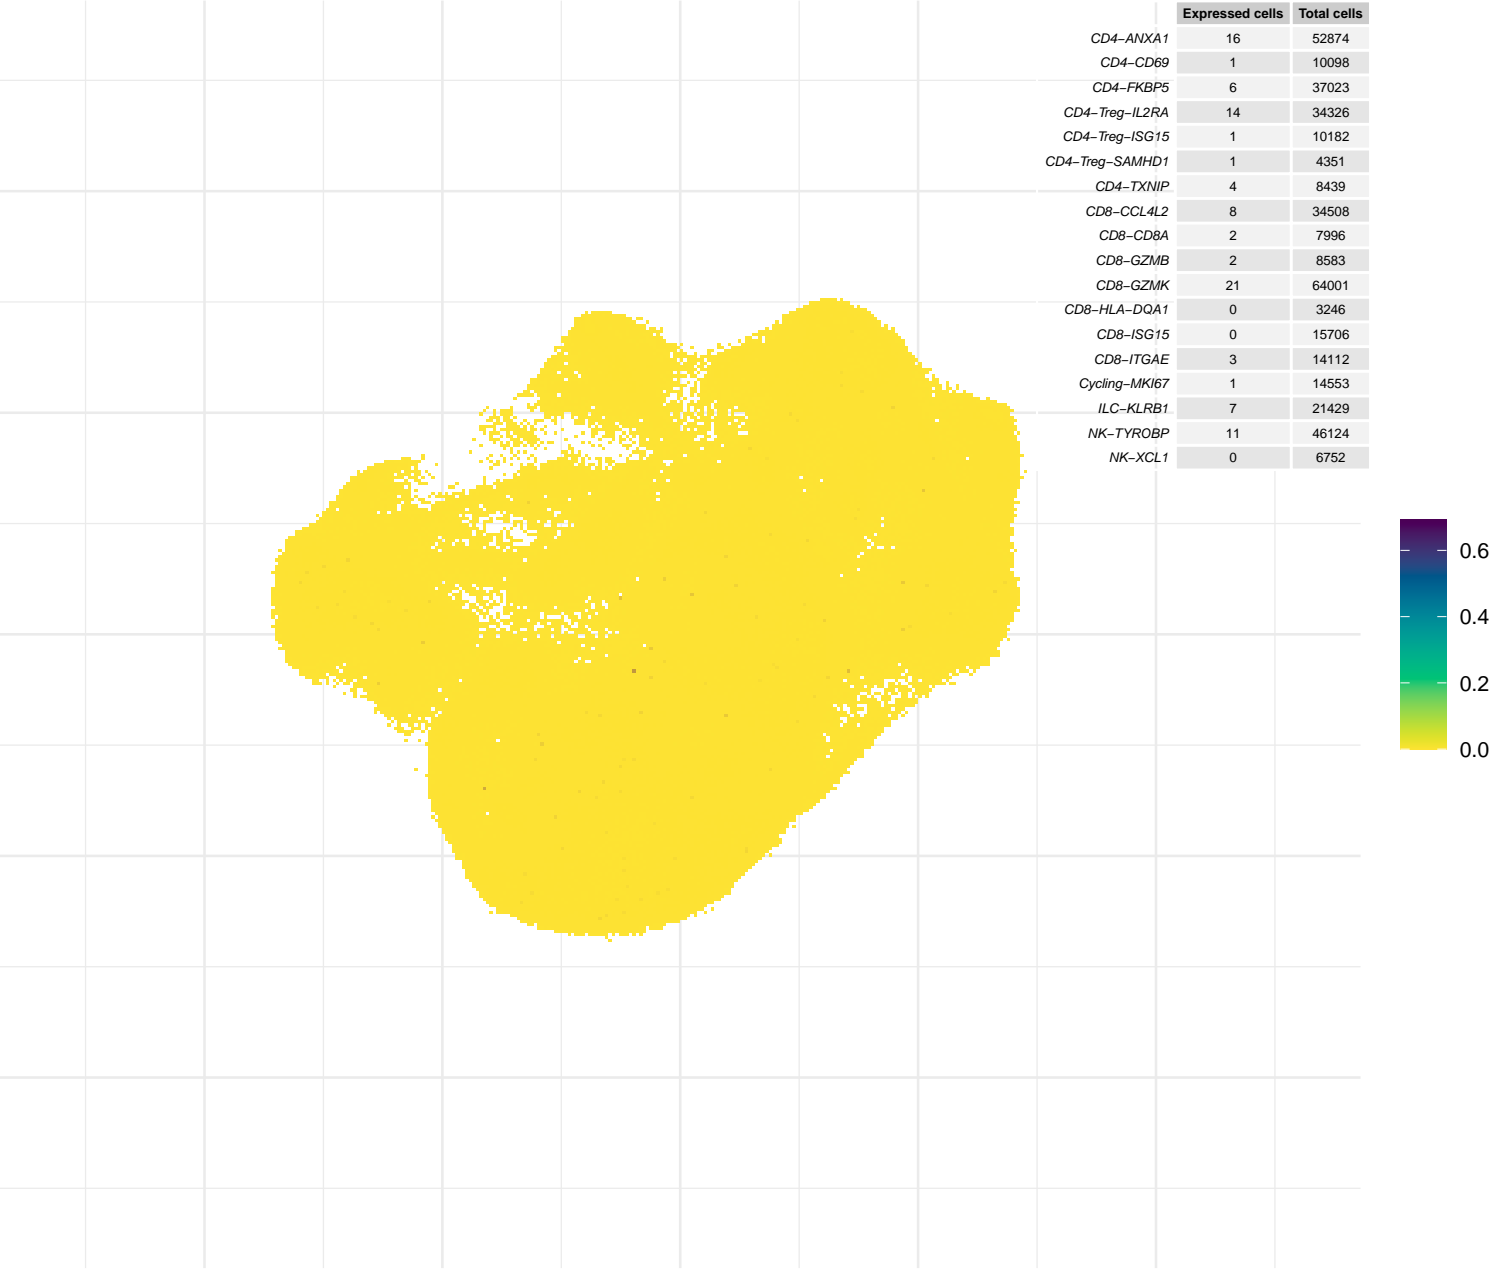 Expressed cells Total cells
CD4−ANXA1 16 52874
CD4−CD69 1 10098
CD4−FKBP5 6 37023
CD4−Treg−IL2RA 14 34326
CD4−Treg−ISG15 1 10182
CD4−Treg−SAMHD1 1 4351
CD4−TXNIP 4 8439
CD8−CCL4L2 8 34508
CD8−CD8A 2 7996
CD8−GZMB 2 8583
CD8−GZMK 21 64001
CD8−HLA−DQA1 0 3246
CD8−ISG15 0 15706
CD8−ITGAE 3 14112
Cycling−MKI67 1 14553
ILC−KLRB1 7 21429
NK−TYROBP 11 46124
NK−XCL1 0 6752
0.6
0.4
0.2
0.0